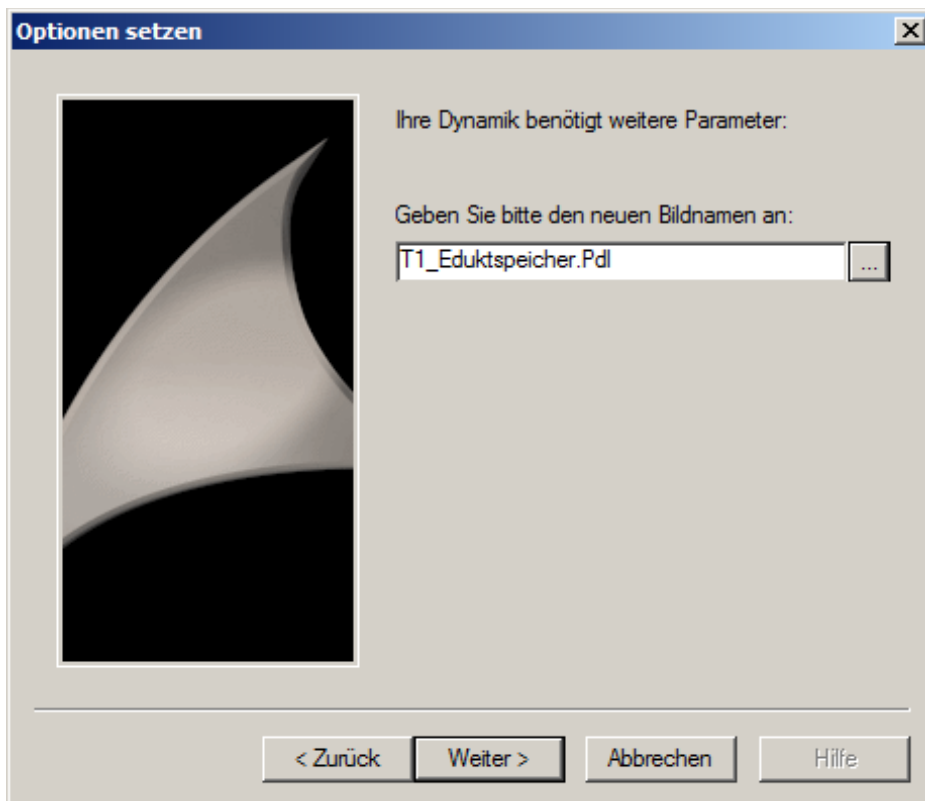 Optionen setzen
Ihre Dynamik benötigt weitere Parameter:
Geben Sie bitte den neuen Bildnamen an:
T1_Eduktspeicher.Pdl
...
< Zurück
Weiter >
Abbrechen
Hilfe